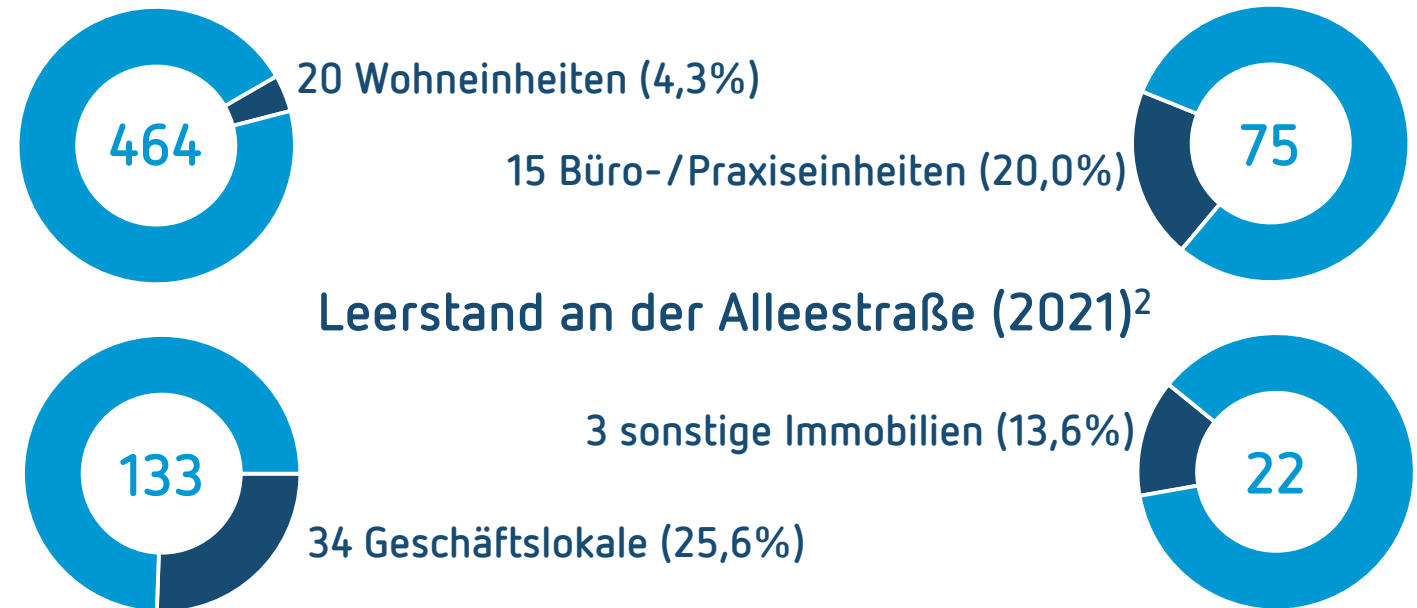 464
20 Wohneinheiten (4,3%)
15 Büro-/Praxiseinheiten (20,0%)
75
Leerstand an der Alleestraße (2021)²
133
34 Geschäftslokale (25,6%)
3 sonstige Immobilien (13,6%)
22